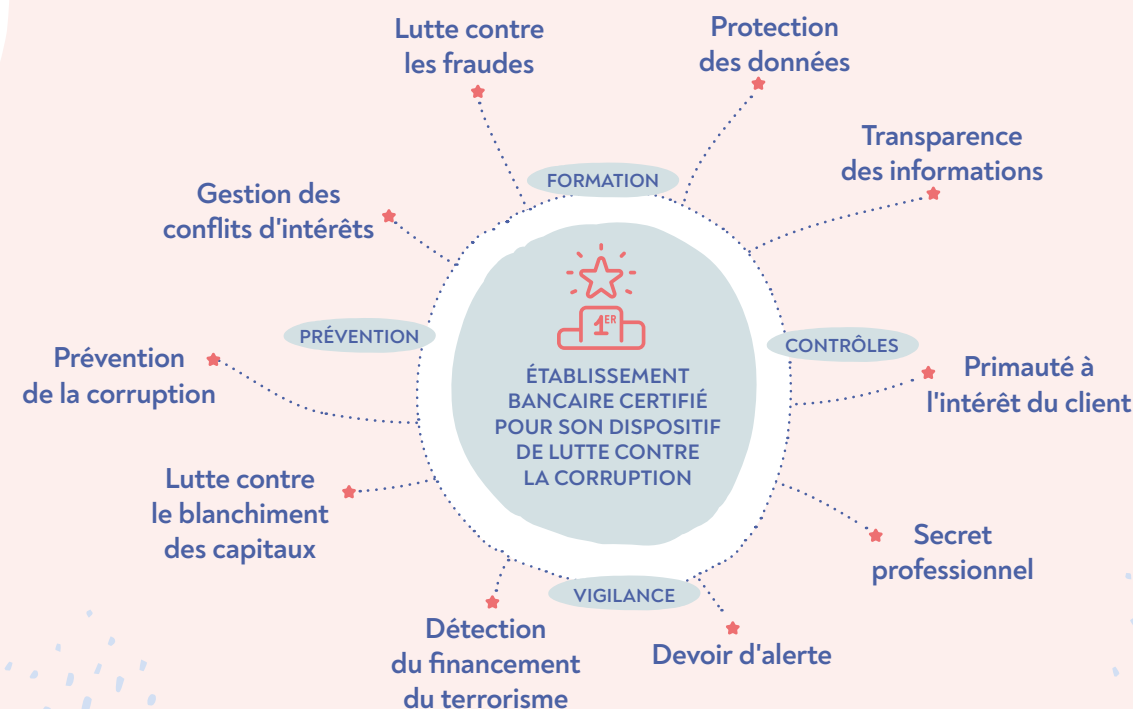 Lutte contre
les fraudes
Protection
des données
Transparence
des informations
FORMATION
Gestion des
conflits d'intérêts
1ER
PRÉVENTION
CONTRÔLES
Prévention
de la corruption
Primauté à
l'intérêt du client
ÉTABLISSEMENT
BANCAIRE CERTIFIÉ
POUR SON DISPOSITIF
DE LUTTE CONTRE
LA CORRUPTION
Lutte contre
le blanchiment
des capitaux
Secret
professionnel
VIGILANCE
Détection
du financement
du terrorisme
Devoir d'alerte